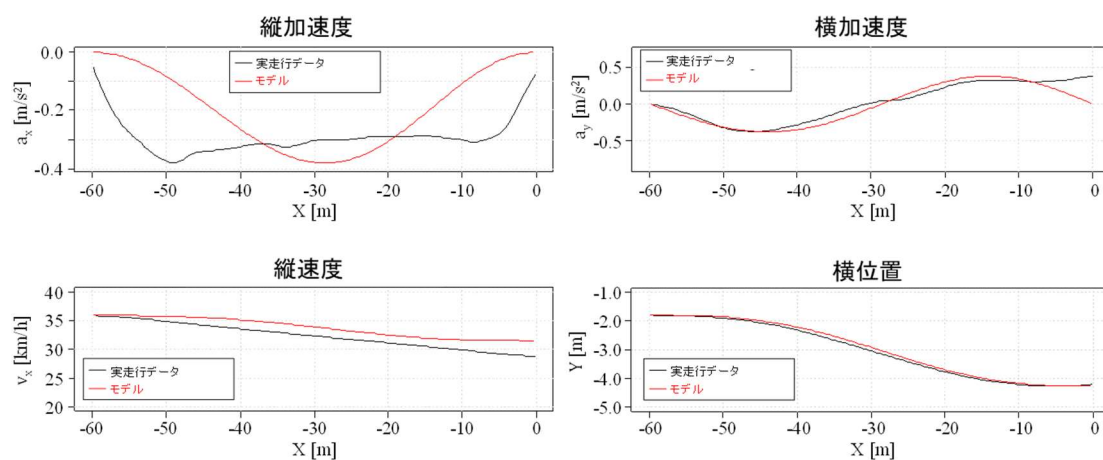 縦加速度
0.0
-0.2
-0.4
a_x [m/s²]
実走行データ
モデル
-60 -50 -40 -30 -20 -10 0
X [m]
横加速度
0.5
0.0
-0.5
a_y [m/s²]
実走行データ
モデル
-60 -50 -40 -30 -20 -10 0
X [m]
縦速度
40
35
30
25
20
v_x [km/h]
実走行データ
モデル
-60 -50 -40 -30 -20 -10 0
X [m]
横位置
-1.0
-2.0
-3.0
-4.0
-5.0
Y [m]
実走行データ
モデル
-60 -50 -40 -30 -20 -10 0
X [m]